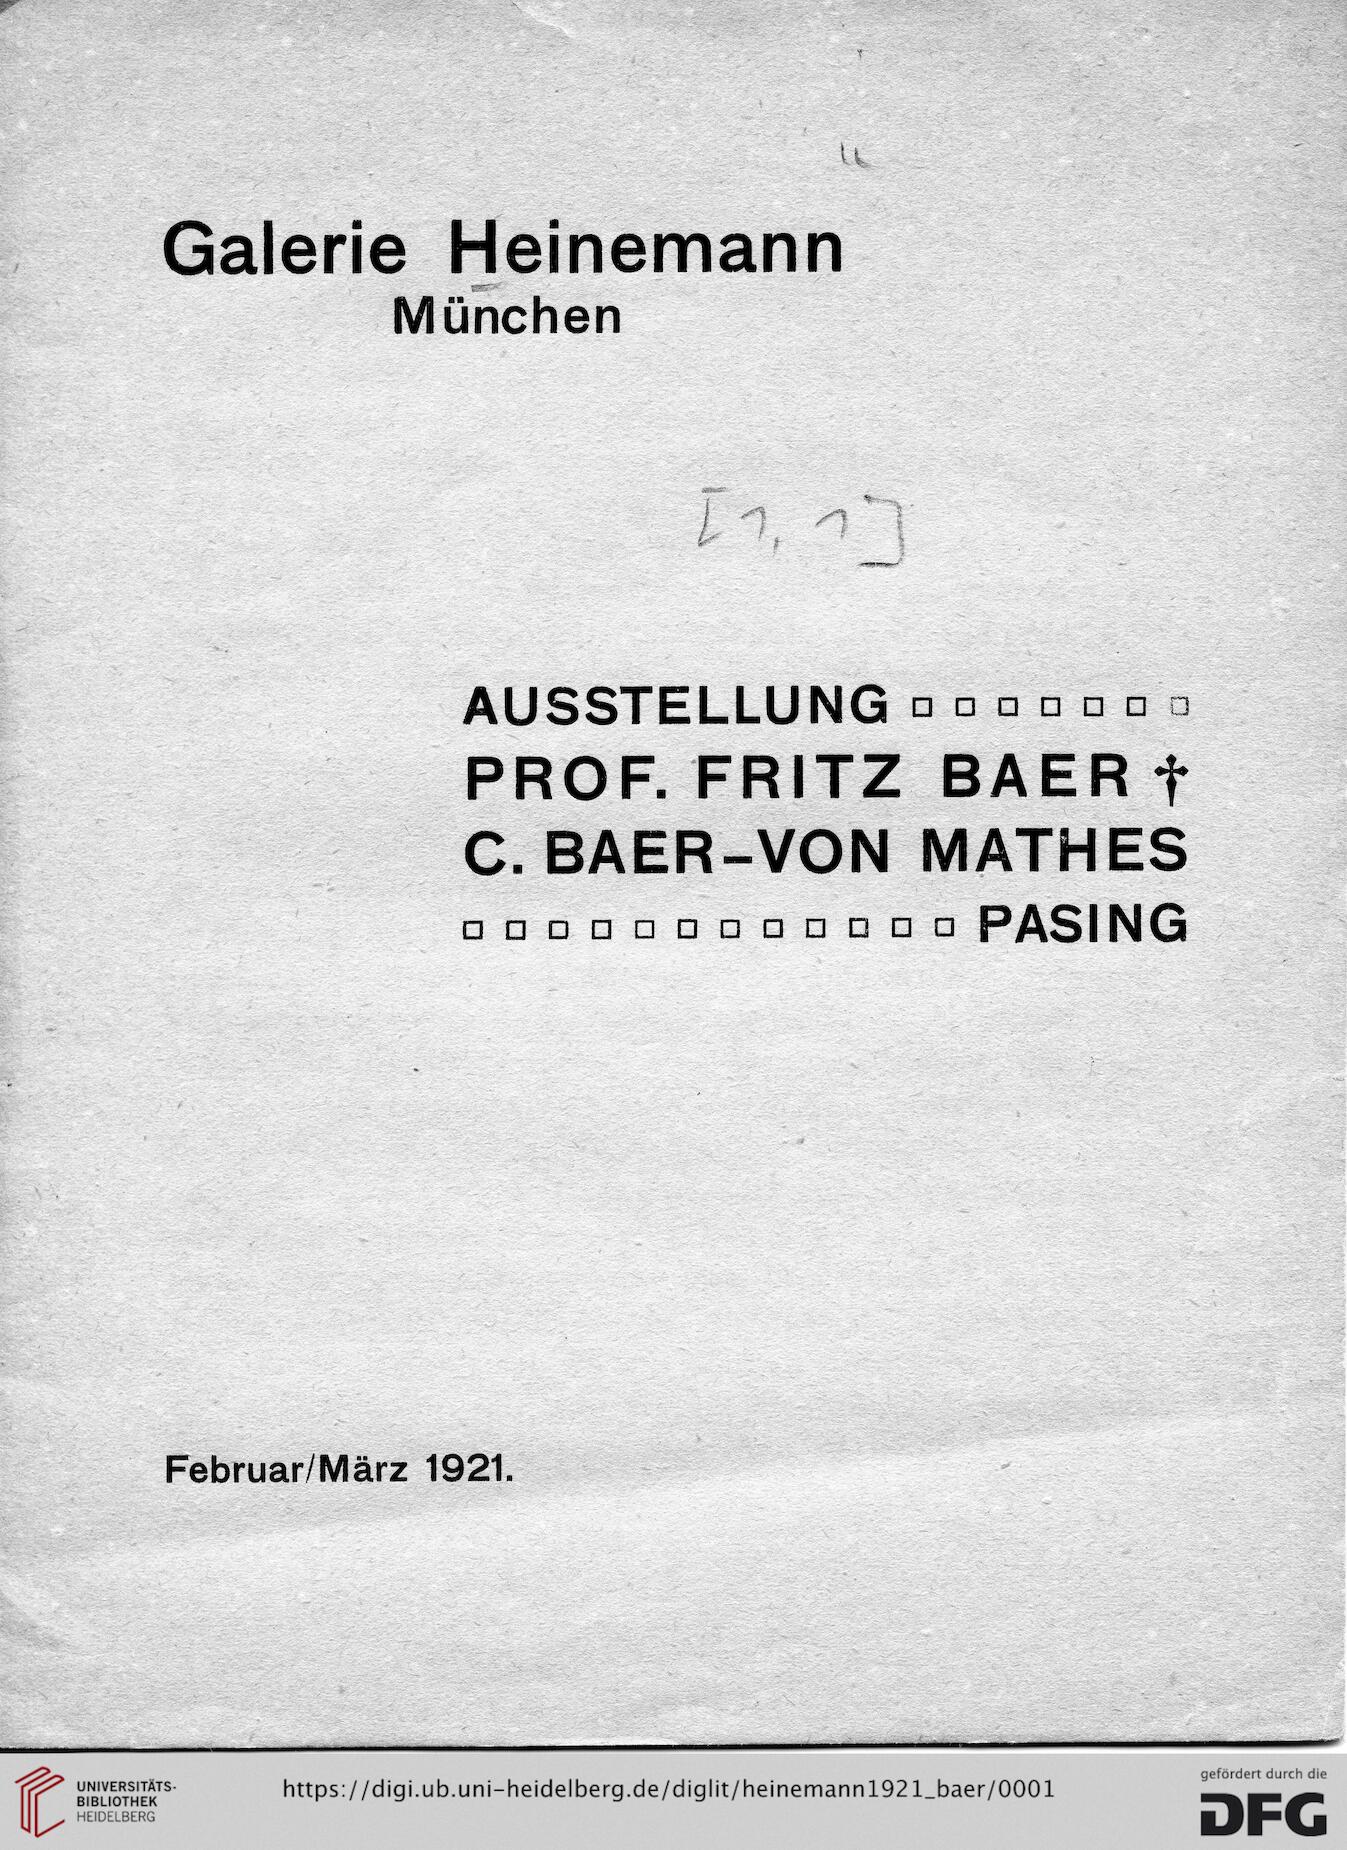 Galerie Heinemann
München
[1, 1]
AUSSTELLUNG □ □ □ □ □ □ □
PROF. FRITZ BAER †
C. BAER–VON MATHES
□ □ □ □ □ □ □ □ □ □ □ □ PASING
Februar/März 1921.
UNIVERSITÄTS-
BIBLIOTHEK
HEIDELBERG
https://digi.ub.uni-heidelberg.de/diglit/heinemann1921_baer/0001
gefördert durch die
DFG